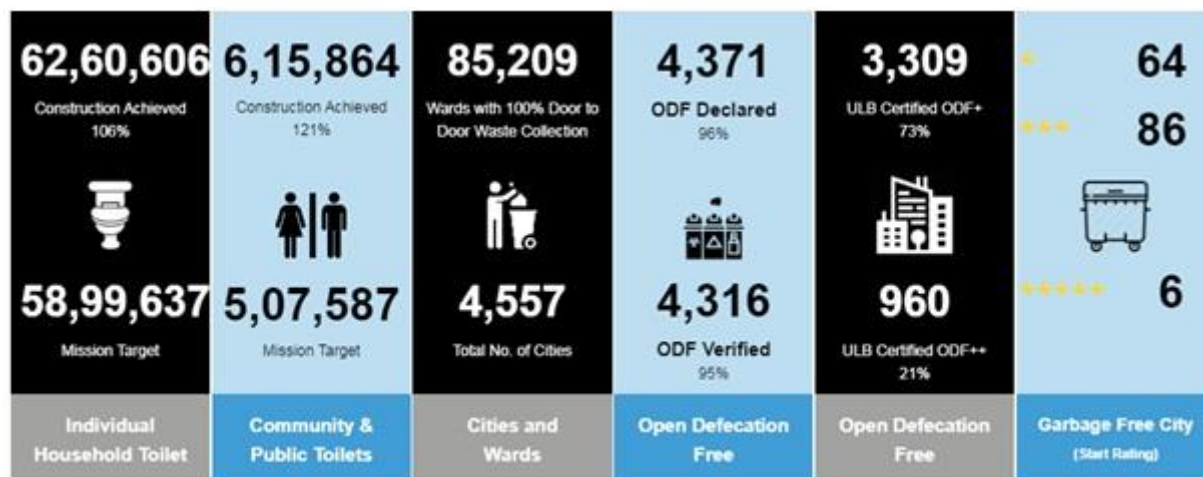 62,60,606
Construction Achieved
106%
58,99,637
Mission Target
Individual
Household Toilet
6,15,864
Construction Achieved
121%
5,07,587
Mission Target
Community &
Public Toilets
85,209
Wards with 100% Door to
Door Waste Collection
4,557
Total No. of Cities
Cities and
Wards
4,371
ODF Declared
96%
4,316
ODF Verified
95%
Open Defecation
Free
3,309
ULB Certified ODF+
73%
960
ULB Certified ODF++
21%
Open Defecation
Free
64
86
6
Garbage Free City
(Start Rating)